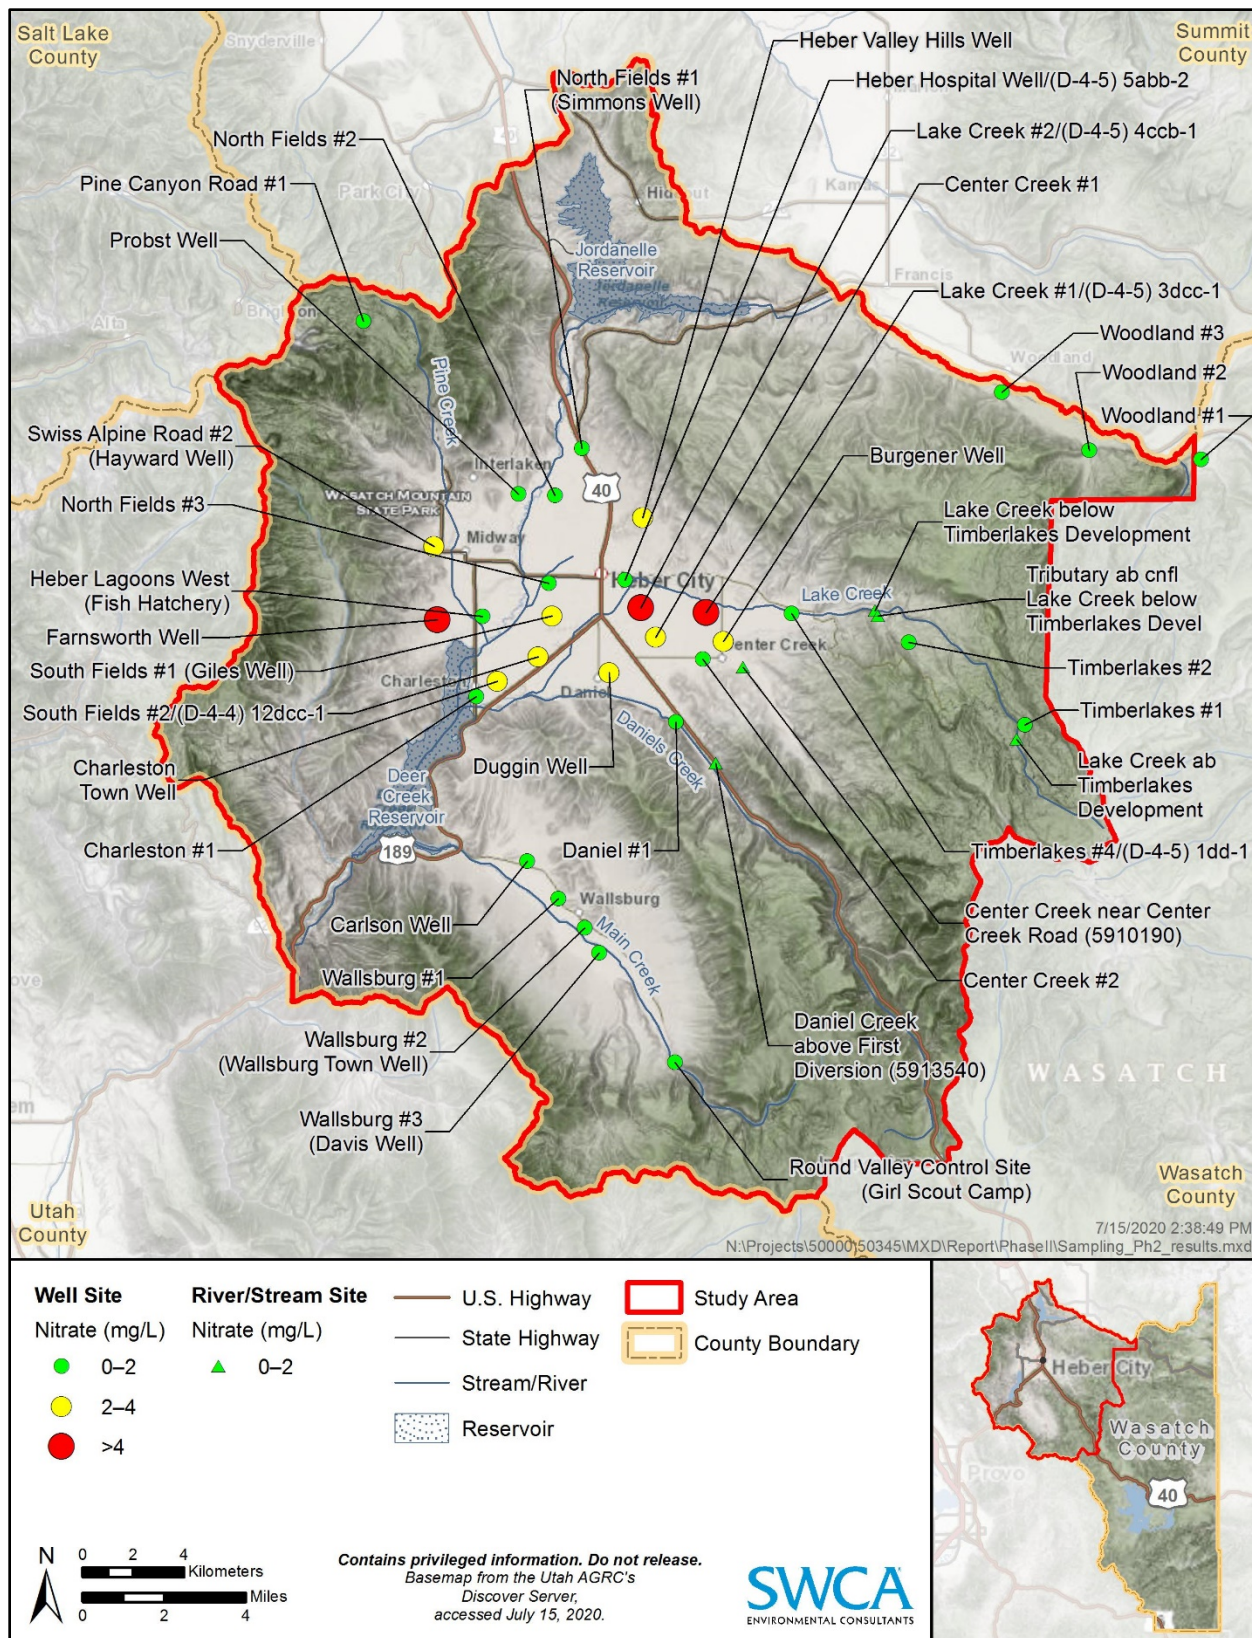 Salt Lake
County
Snyderville
Summit
County
Heber Valley Hills Well
North Fields #1
(Simmons Well)
Heber Hospital Well/(D-4-5) 5abb-2
40
North Fields #2
Lake Creek #2/(D-4-5) 4ccb-1
Pine Canyon Road #1
Park City
Hideout
Kamas
Center Creek #1
Probst Well
Jordanelle
Reservoir
Jordanelle
Reservoir
Francis
Lake Creek #1/(D-4-5) 3dcc-1
Brighton
Alta
Woodland #3
Woodland
Woodland #2
Pine Creek
Woodland #1
Swiss Alpine Road #2
(Hayward Well)
Interlaken
Burgener Well
40
WASATCH MOUNTAIN
STATE PARK
North Fields #3
Lake Creek below
Timberlakes Development
Midway
Heber Lagoons West
(Fish Hatchery)
Heber City
Lake Creek
Tributary ab cnfl
Lake Creek below
Timberlakes Devel
Farnsworth Well
South Fields #1 (Giles Well)
Center Creek
Timberlakes #2
Charleston
Daniel
South Fields #2/(D-4-4) 12dcc-1
Timberlakes #1
Daniels Creek
Charleston
Town Well
Duggin Well
Lake Creek ab
Timberlakes
Development
Deer
Creek
Reservoir
Charleston #1
189
Daniel #1
Timberlakes #4/(D-4-5) 1dd-1
Carlson Well
Wallsburg
Center Creek near Center
Creek Road (5910190)
Main Creek
Wallsburg #1
Center Creek #2
Wallsburg #2
(Wallsburg Town Well)
Daniel Creek
above First
Diversion (5913540)
WASATCH
Wallsburg #3
(Davis Well)
Round Valley Control Site
(Girl Scout Camp)
Wasatch
County
Utah
County
7/15/2020 2:38:49 PM
N:\Projects\50000\50345\MXD\Report\PhaseII\Sampling_Ph2_results.mxd
Well Site
Nitrate (mg/L)
0–2
2–4
>4
River/Stream Site
Nitrate (mg/L)
0–2
U.S. Highway
State Highway
Stream/River
Reservoir
Study Area
County Boundary
N
0 2 4
Kilometers
Miles
0 2 4
Contains privileged information. Do not release.
Basemap from the Utah AGRC's
Discover Server,
accessed July 15, 2020.
SWCA
ENVIRONMENTAL CONSULTANTS
Heber City
Wasatch
County
Provo
40